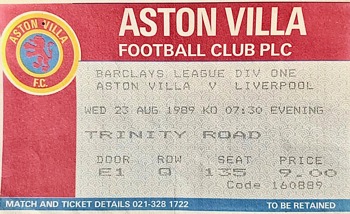 ASTON VILLA
F.C.
ASTON VILLA
FOOTBALL CLUB PLC
BARCLAYS LEAGUE DIV ONE
ASTON VILLA V LIVERPOOL
WED 23 AUG 1989 KO 07:30 EVENING
TRINITY ROAD
DOOR ROW SEAT PRICE
E1 Q 135 9.00
Code 160889
MATCH AND TICKET DETAILS 021-328 1722 TO BE RETAINED